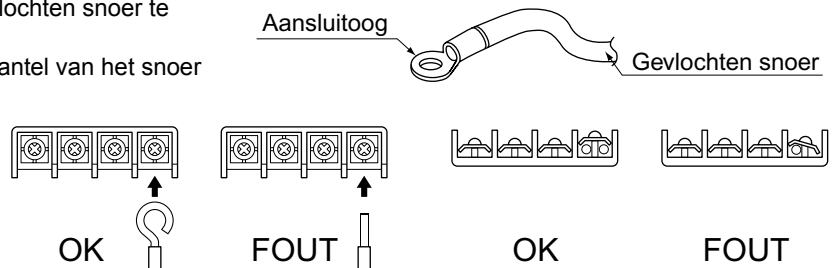 lochten snoer te
antel van het snoer
Aansluitoog
Gevlochten snoer
OK
FOUT
OK
FOUT